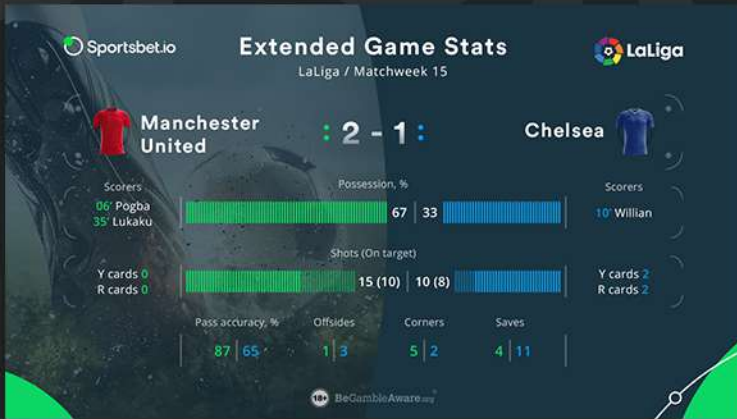 Sportsbet.io
Extended Game Stats
LaLiga / Matchweek 15
LaLiga
Manchester
United
: 2 - 1 :
Chelsea
Scorers
06' Pogba
35' Lukaku
Possession, %
67 | 33
Scorers
10' Willian
Shots (On target)
Y cards 0
R cards 0
15 (10) | 10 (8)
Y cards 2
R cards 2
Pass accuracy, %
87 | 65
Offsides
1 | 3
Corners
5 | 2
Saves
4 | 11
18+ BeGambleAware.org